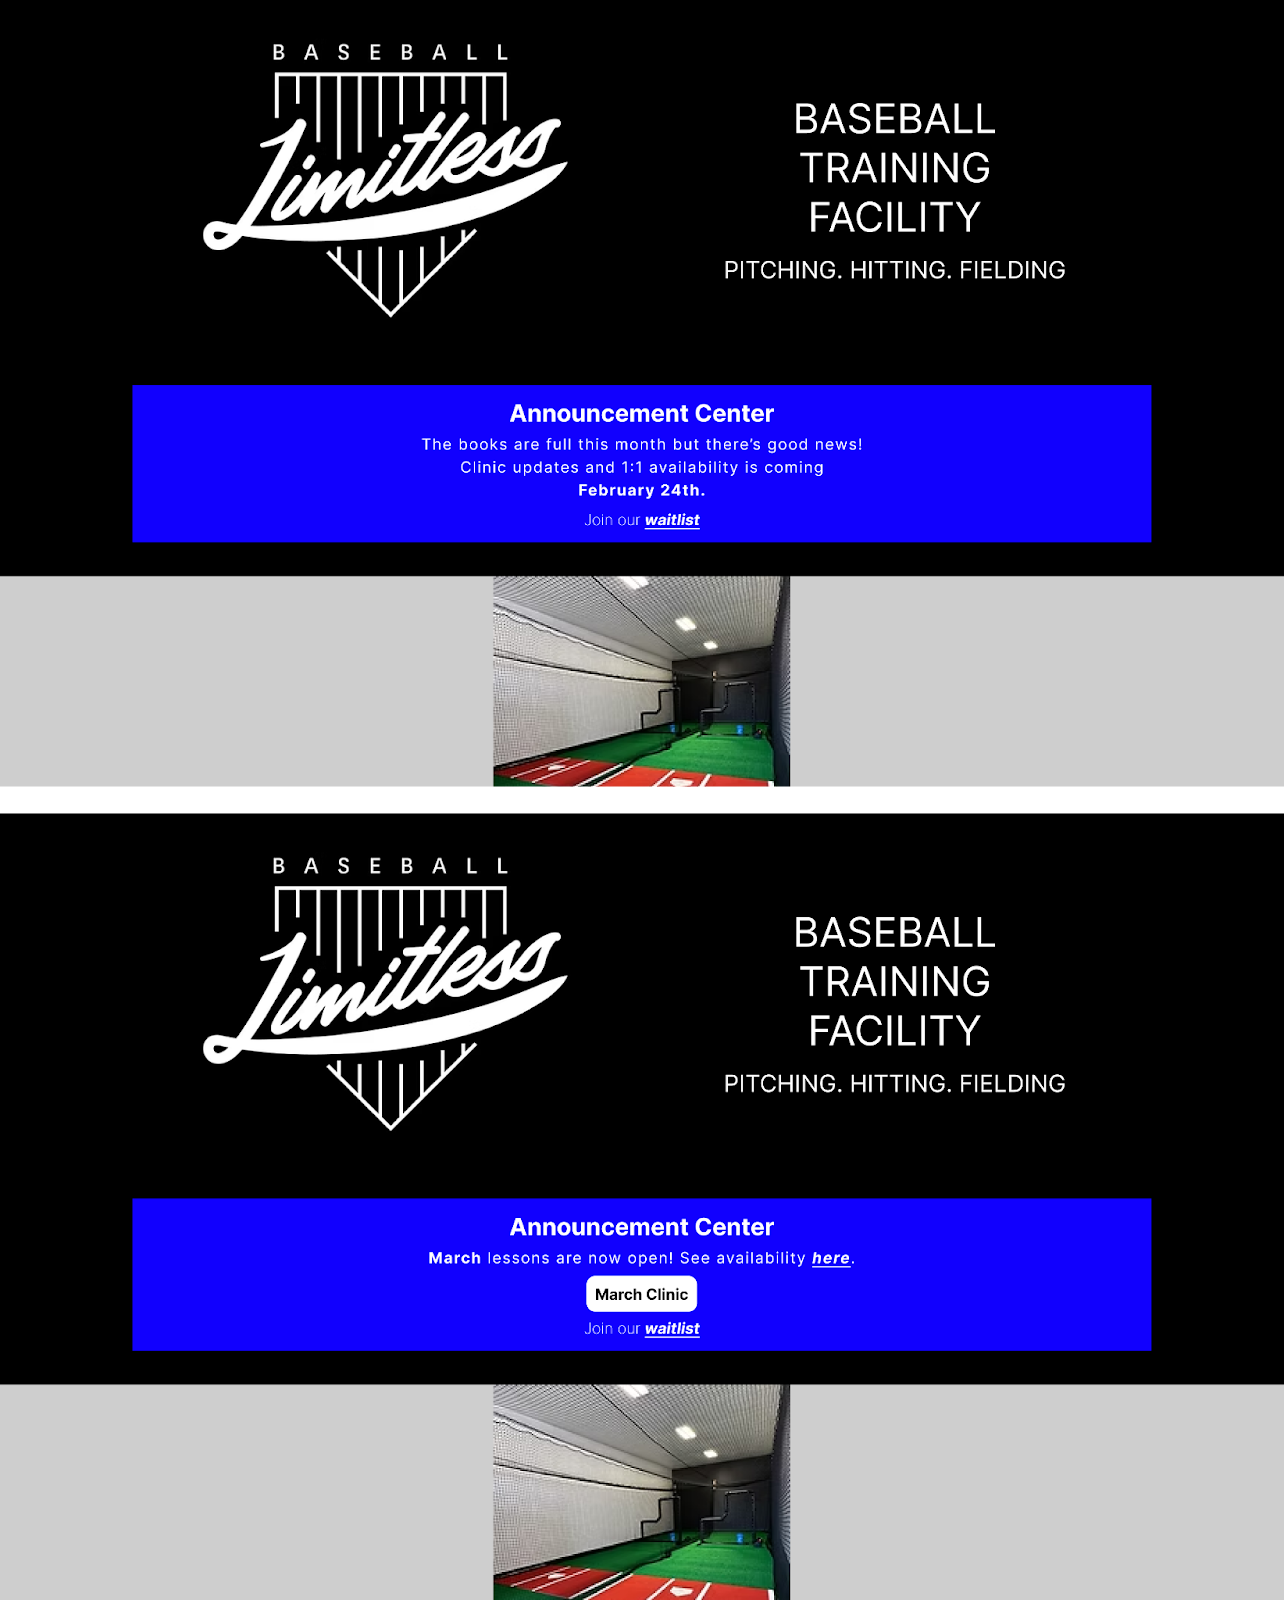 BASEBALL
Limitless
BASEBALL
TRAINING
FACILITY
PITCHING. HITTING. FIELDING
Announcement Center
The books are full this month but there’s good news!
Clinic updates and 1:1 availability is coming
February 24th.
Join our waitlist
BASEBALL
Limitless
BASEBALL
TRAINING
FACILITY
PITCHING. HITTING. FIELDING
Announcement Center
March lessons are now open! See availability here.
March Clinic
Join our waitlist